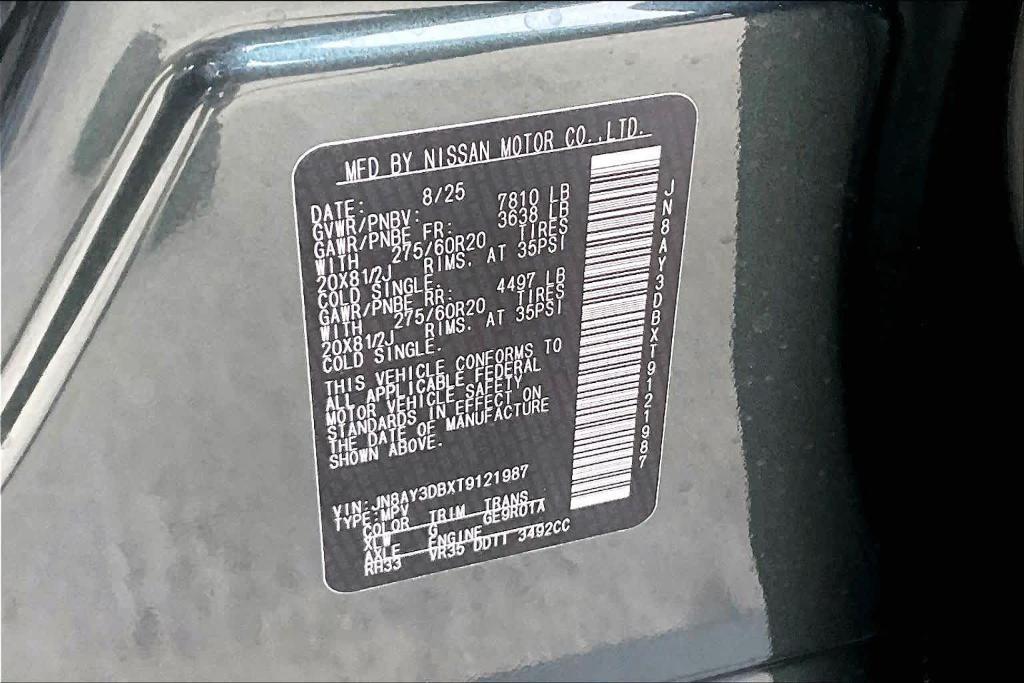 MFD BY NISSAN MOTOR CO.,LTD.
DATE: 8/25
GVWR/PNBV: 7810 LB
GAWR/PNBE FR: 3638 LB
WITH 275/60R20 TIRES
20X81/2J RIMS. AT 35PSI
COLD SINGLE.
GAWR/PNBE RR: 4497 LB
WITH 275/60R20 TIRES
20X81/2J RIMS. AT 35PSI
COLD SINGLE.
THIS VEHICLE CONFORMS TO
ALL APPLICABLE FEDERAL
MOTOR VEHICLE SAFETY
STANDARDS IN EFFECT ON
THE DATE OF MANUFACTURE
SHOWN ABOVE.
VIN:JN8AY3DBXT9121987
TYPE:MPV
COLOR TRIM TRANS
XLW G GE9R01A
AXLE ENGINE
RH33 VR35 DDTT 3492CC
JN8AY3DBXT9121987